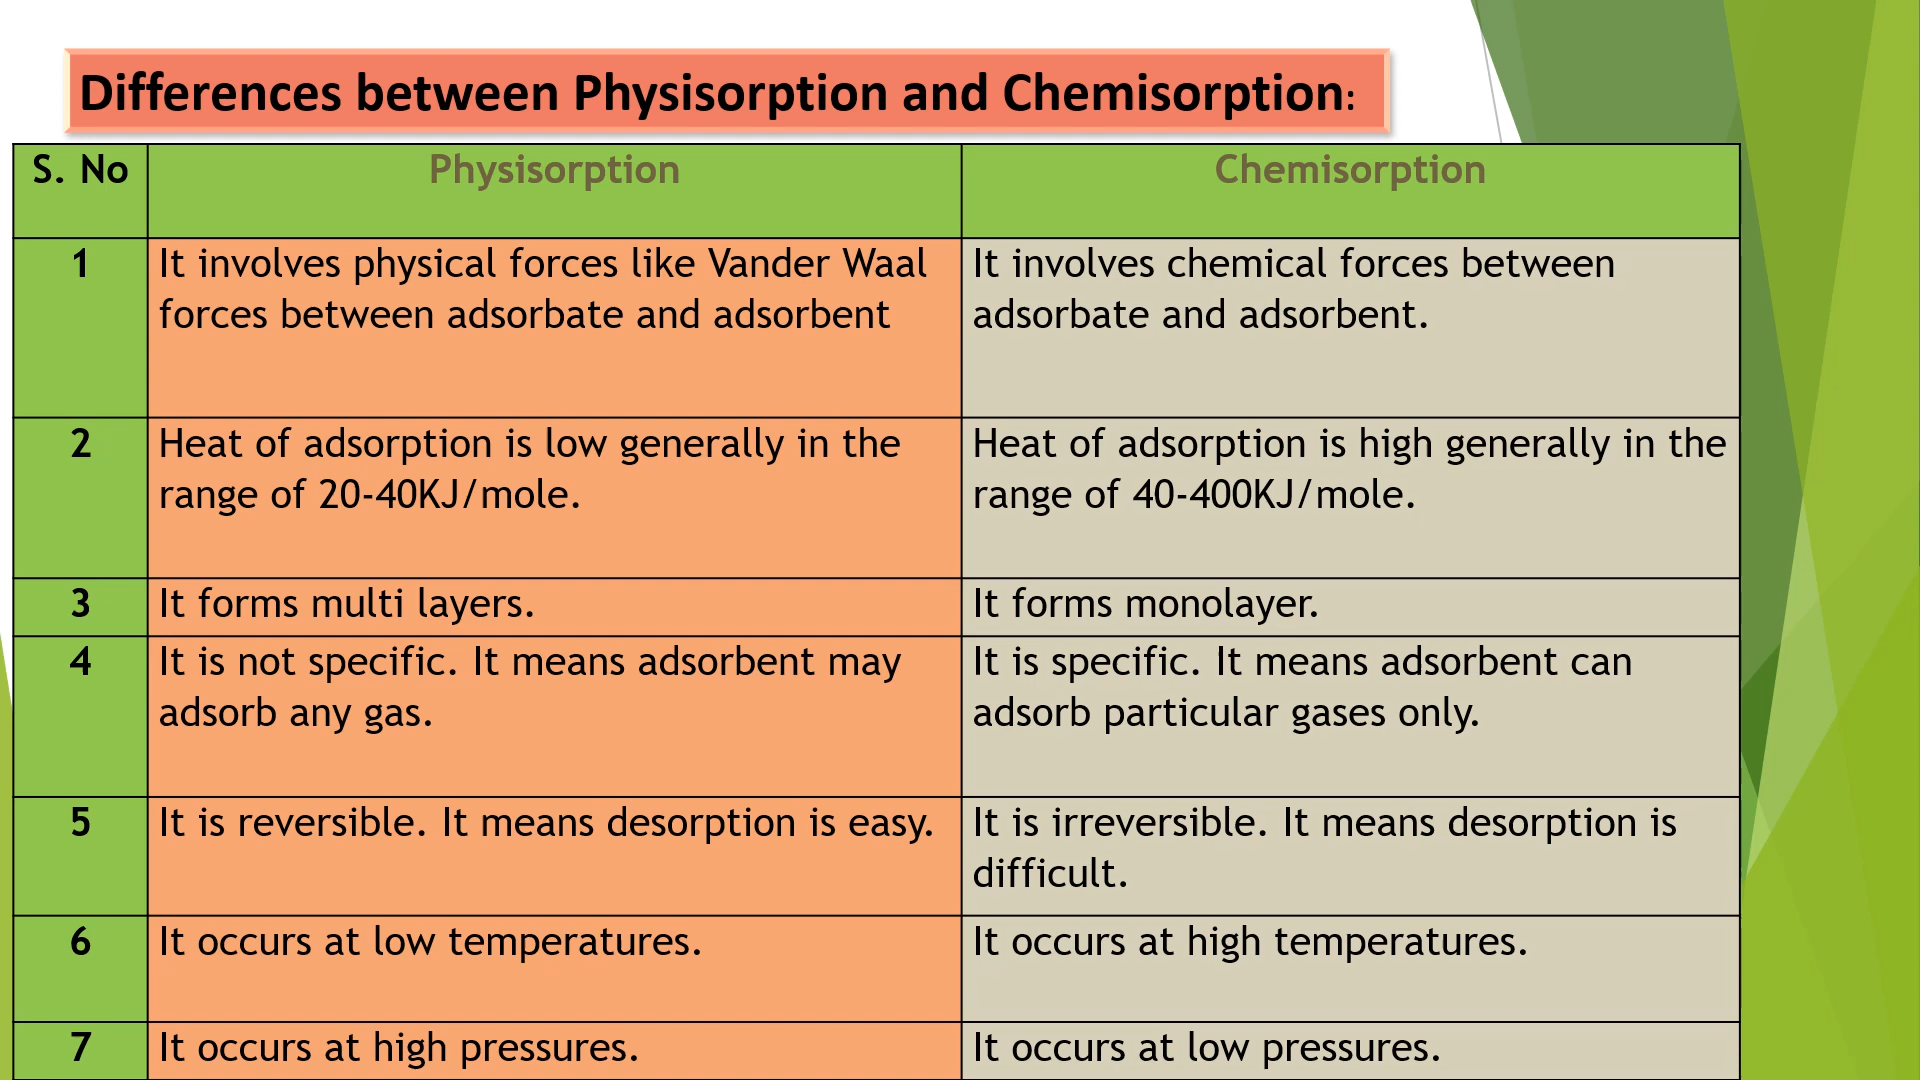 Differences between Physisorption and Chemisorption:
S. No Physisorption Chemisorption
1 It involves physical forces like Vander Waal It involves chemical forces between
forces between adsorbate and adsorbent adsorbate and adsorbent.
2 Heat of adsorption is low generally in the Heat of adsorption is high generally in the
range of 20-40KJ/mole. range of 40-400KJ/mole.
3 It forms multi layers. It forms monolayer.
4 It is not specific. It means adsorbent may It is specific. It means adsorbent can
adsorb any gas. adsorb particular gases only.
5 It is reversible. It means desorption is easy. It is irreversible. It means desorption is
difficult.
6 It occurs at low temperatures. It occurs at high temperatures.
7 It occurs at high pressures. It occurs at low pressures.